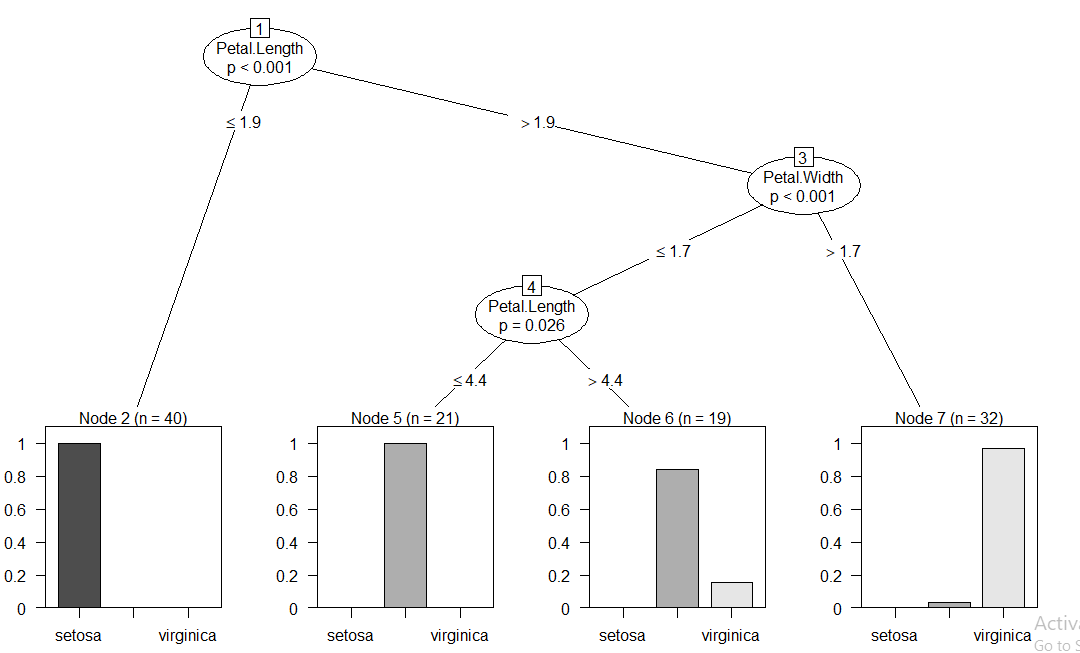 1
Petal.Length
p < 0.001
≤ 1.9
> 1.9
3
Petal.Width
p < 0.001
≤ 1.7
> 1.7
4
Petal.Length
p = 0.026
≤ 4.4
> 4.4
Node 2 (n = 40)
1
0.8
0.6
0.4
0.2
0
setosa
virginica
Node 5 (n = 21)
1
0.8
0.6
0.4
0.2
0
setosa
virginica
Node 6 (n = 19)
1
0.8
0.6
0.4
0.2
0
setosa
virginica
Node 7 (n = 32)
1
0.8
0.6
0.4
0.2
0
setosa
virginica
Activa
Go to S